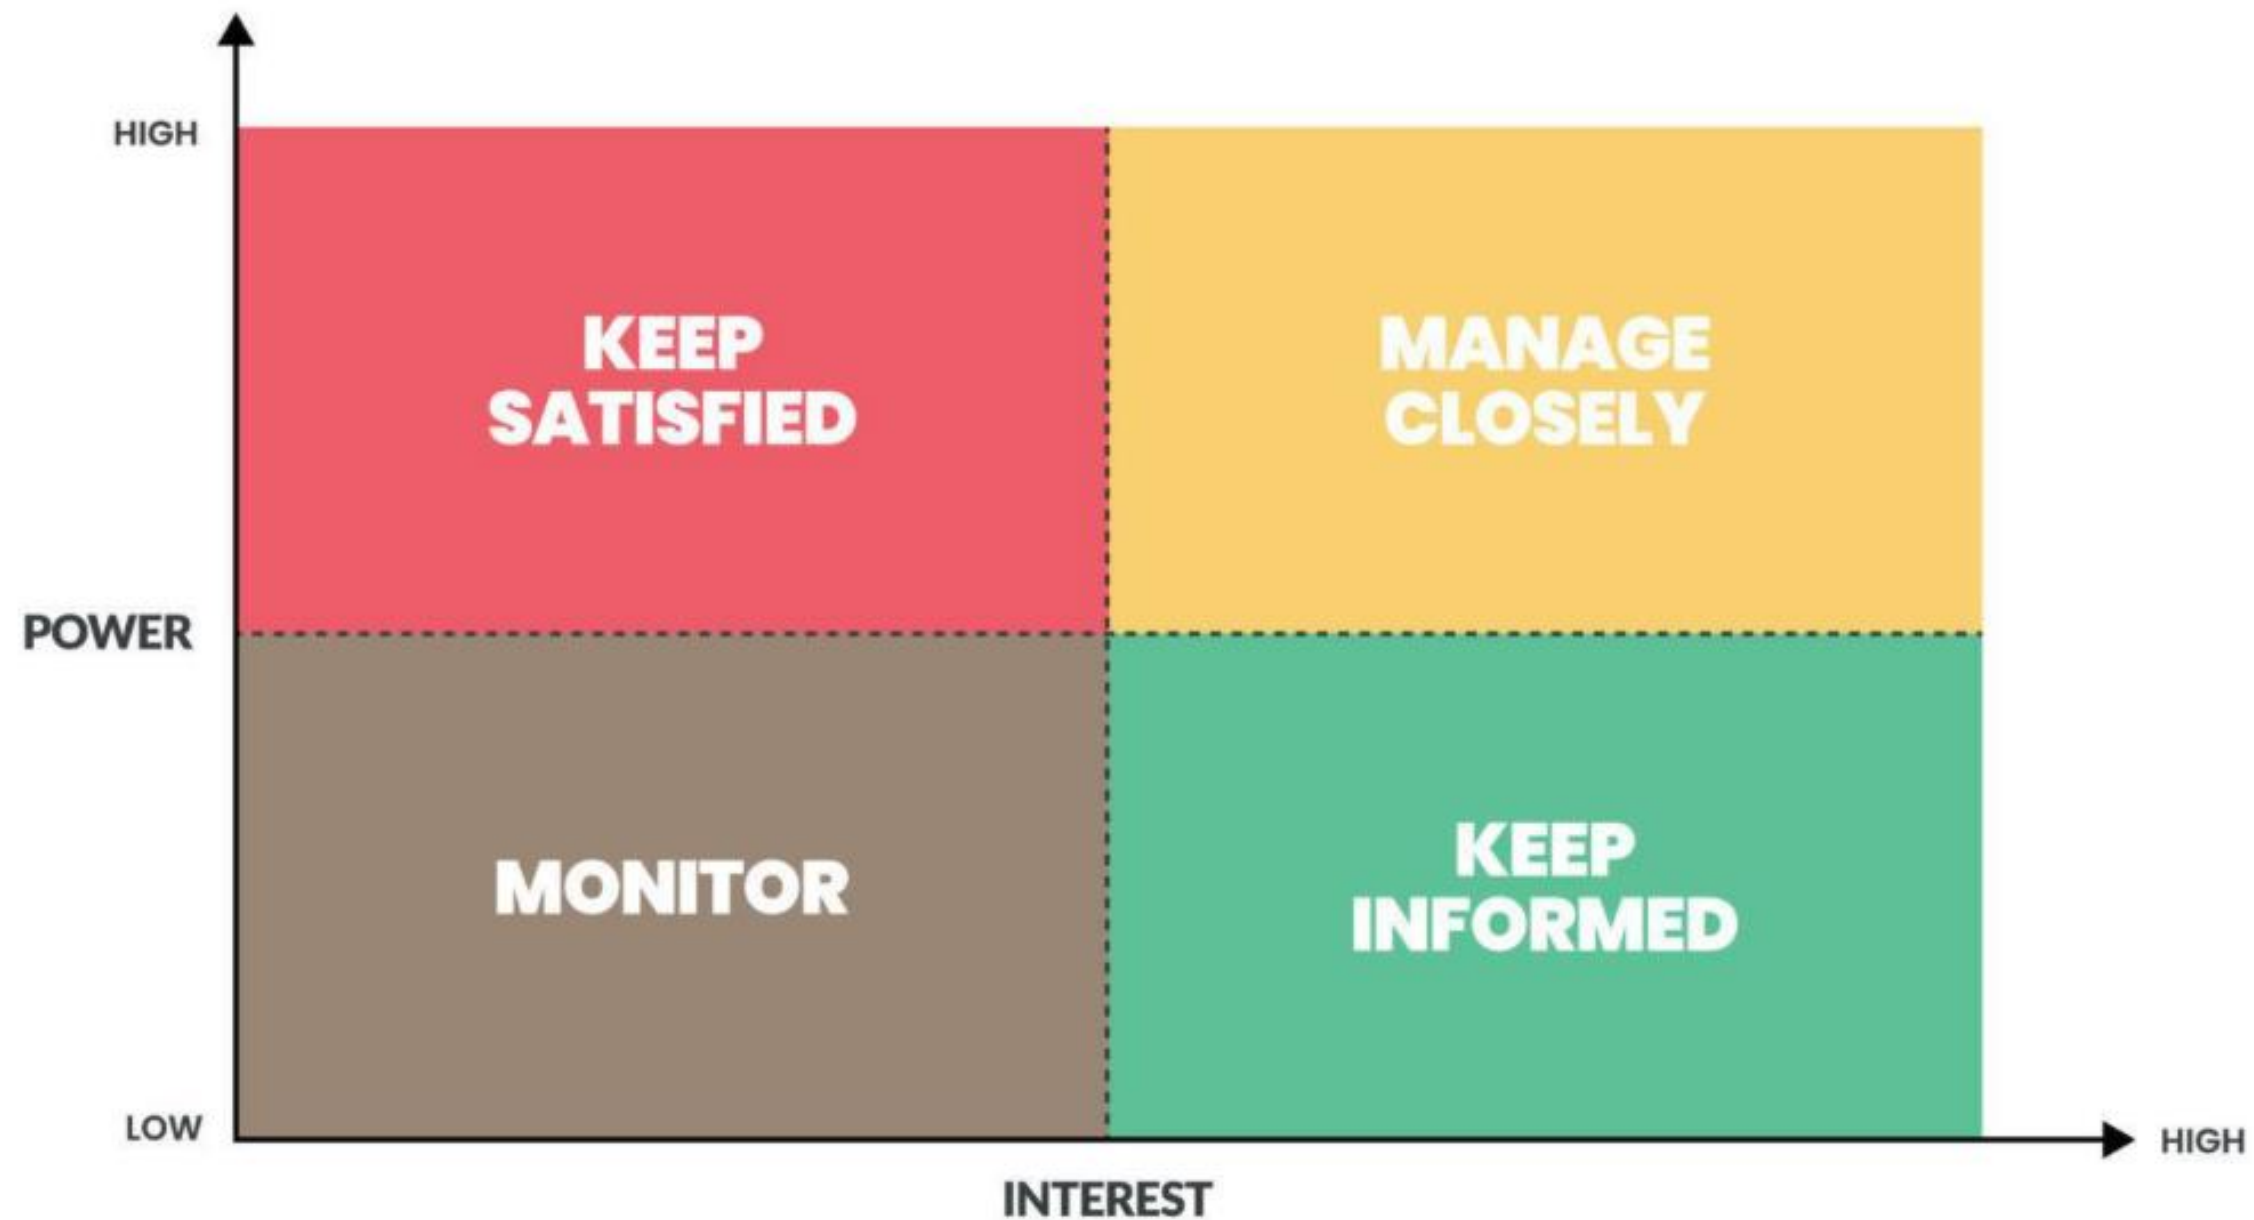 HIGH
KEEP
SATISFIED
MANAGE
CLOSELY
POWER
MONITOR
KEEP
INFORMED
LOW
HIGH
INTEREST